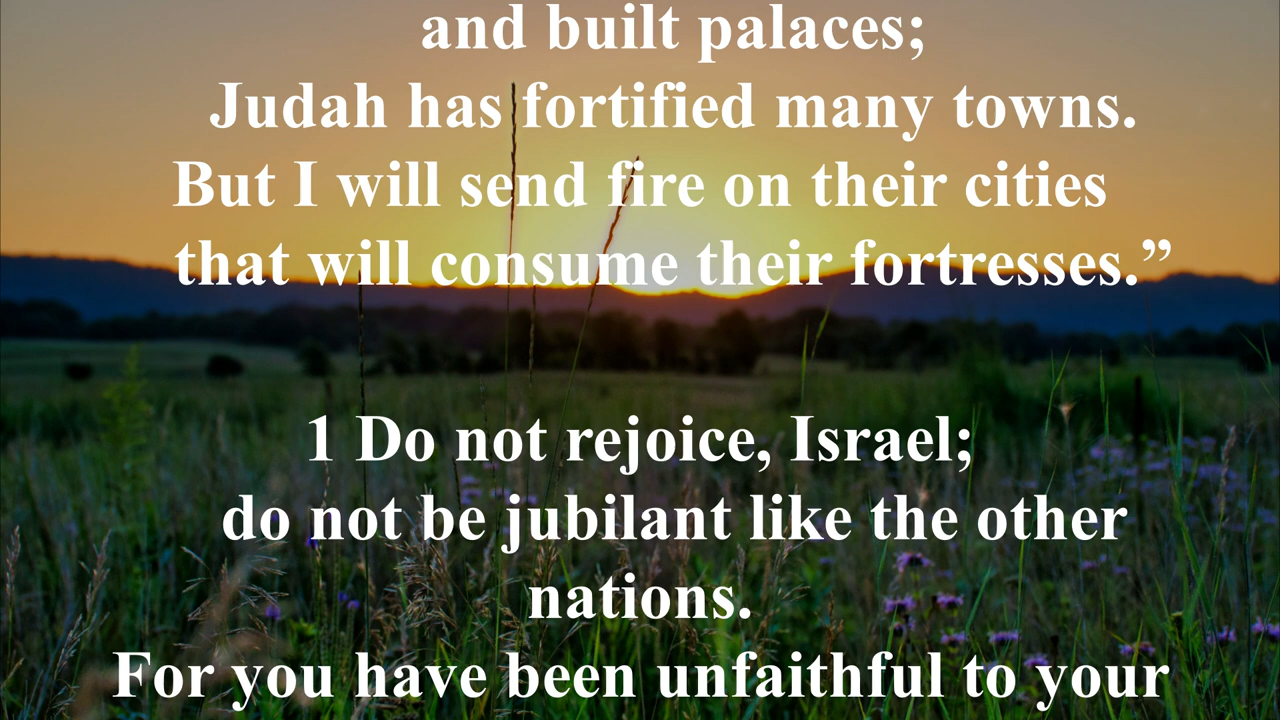 and built palaces;
Judah has fortified many towns.
But I will send fire on their cities
that will consume their fortresses.”
1 Do not rejoice, Israel;
do not be jubilant like the other
nations.
For you have been unfaithful to your